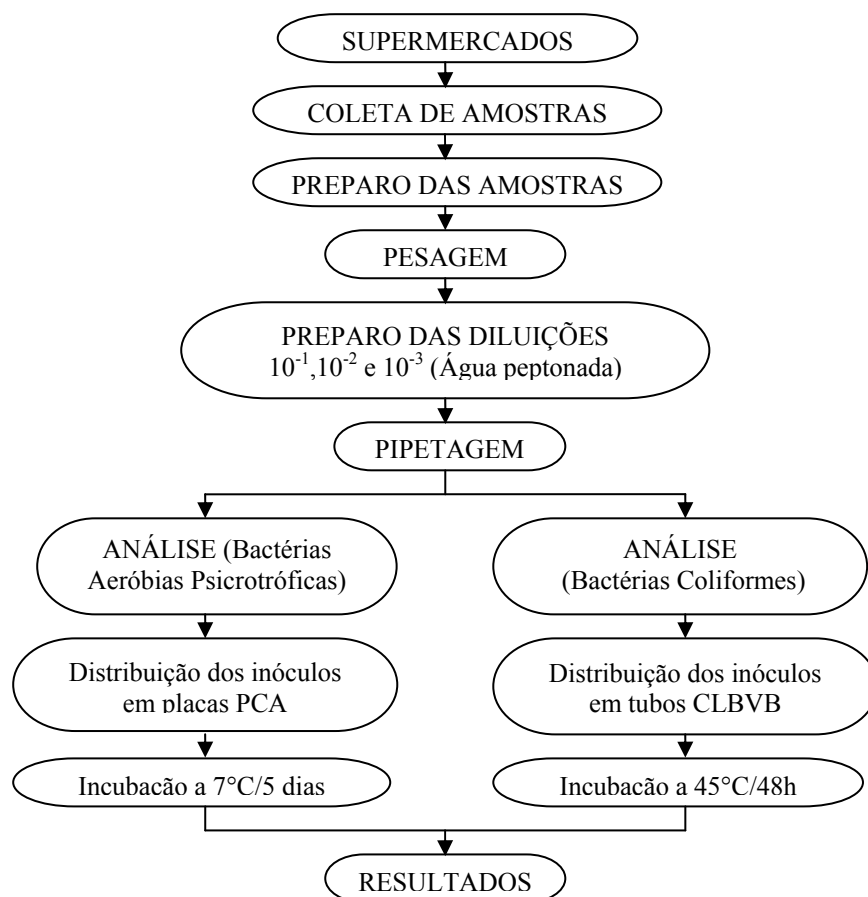 SUPERMERCADOS
COLETA DE AMOSTRAS
PREPARO DAS AMOSTRAS
PESAGEM
PREPARO DAS DILUIÇÕES
10⁻¹,10⁻² e 10⁻³ (Água peptonada)
PIPETAGEM
ANÁLISE (Bactérias
Aeróbias Psicrotróficas)
Distribuição dos inóculos
em placas PCA
Incubação a 7°C/5 dias
ANÁLISE
(Bactérias Coliformes)
Distribuição dos inóculos
em tubos CLBVB
Incubação a 45°C/48h
RESULTADOS